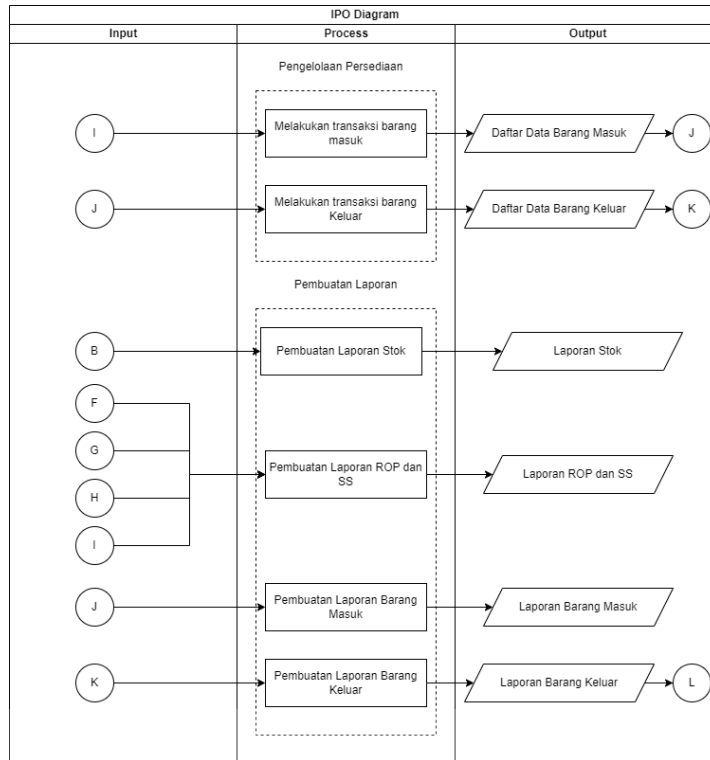 IPO Diagram
Input
Process
Output
Pengelolaan Persediaan
I
Melakukan transaksi barang
masuk
Daftar Data Barang Masuk
J
J
Melakukan transaksi barang
Keluar
Daftar Data Barang Keluar
K
Pembuatan Laporan
B
Pembuatan Laporan Stok
Laporan Stok
F
G
H
I
Pembuatan Laporan ROP dan
SS
Laporan ROP dan SS
J
Pembuatan Laporan Barang
Masuk
Laporan Barang Masuk
K
Pembuatan Laporan Barang
Keluar
Laporan Barang Keluar
L